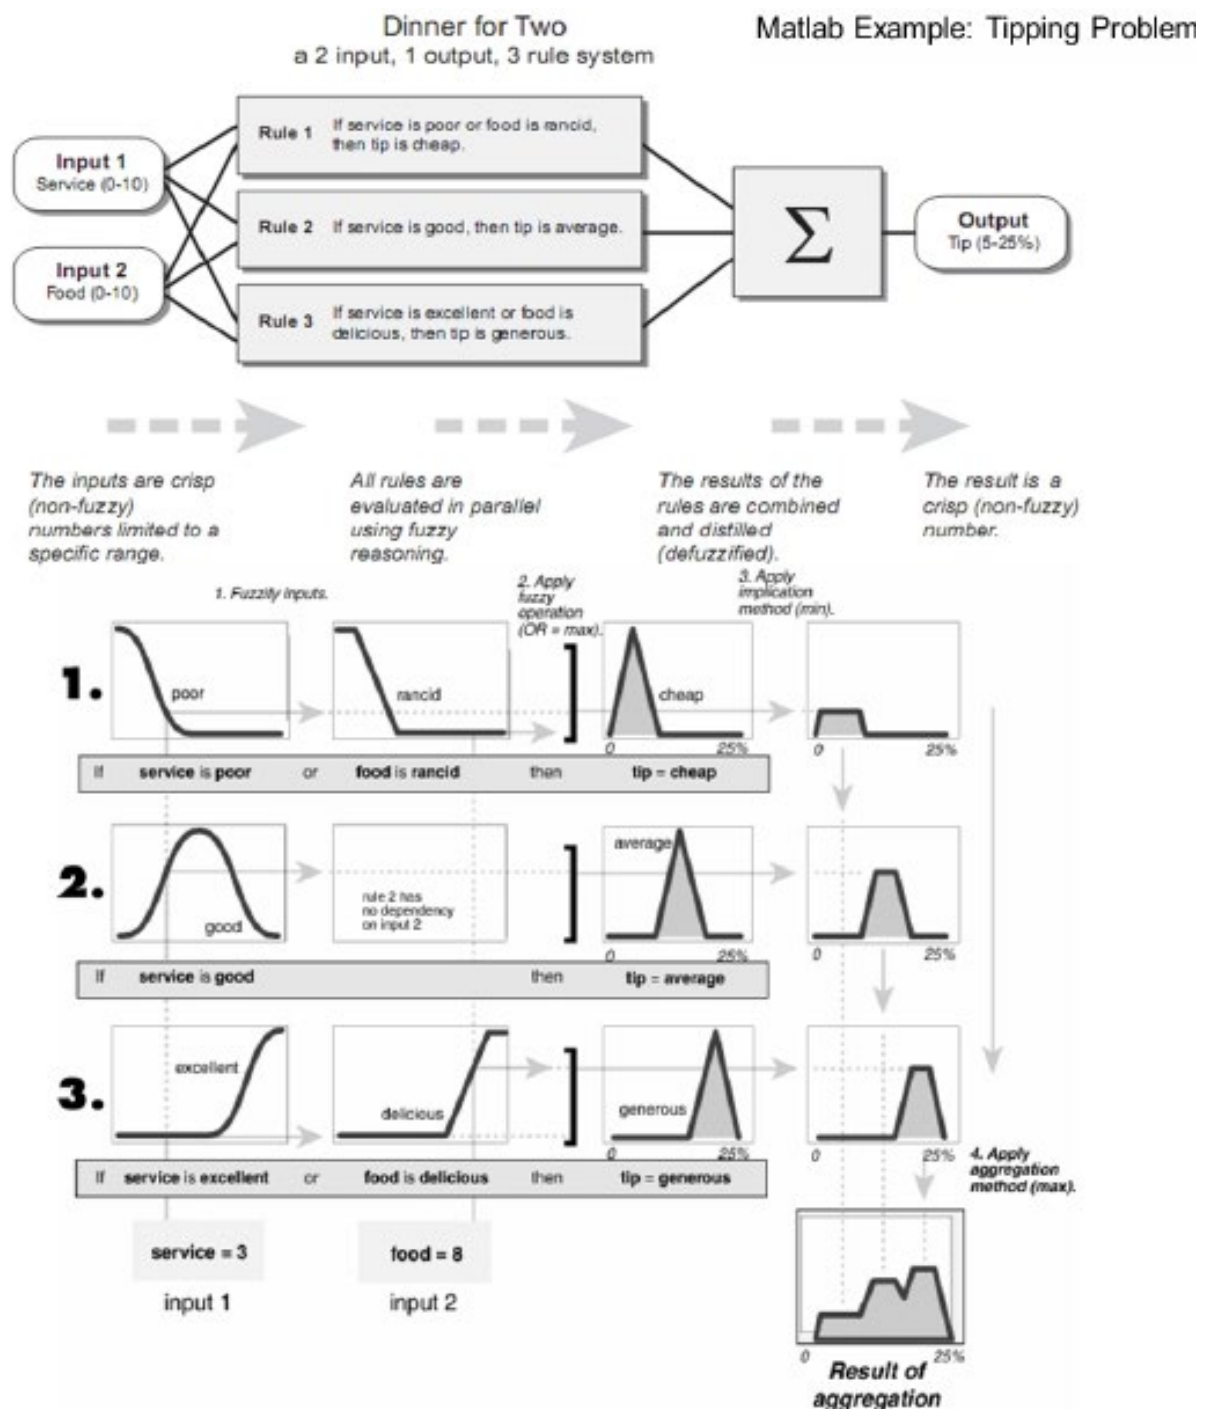 Dinner for Two
a 2 input, 1 output, 3 rule system
Matlab Example: Tipping Problem
Input 1
Service (0-10)
Input 2
Food (0-10)
Rule 1 If service is poor or food is rancid,
then tip is cheap.
Rule 2 If service is good, then tip is average.
Rule 3 If service is excellent or food is
delicious, then tip is generous.
Σ
Output
Tip (5-25%)
The inputs are crisp
(non-fuzzy)
numbers limited to a
specific range.
All rules are
evaluated in parallel
using fuzzy
reasoning.
The results of the
rules are combined
and distilled
(defuzzified).
The result is a
crisp (non-fuzzy)
number.
1. Fuzzify inputs.
2. Apply
fuzzy
operation
(OR = max).
3. Apply
implication
method (min).
1.
poor
rancid
cheap
0 25%
0 25%
If service is poor or food is rancid then tip = cheap
2.
good
rule 2 has
no dependency
on input 2
average
0 25%
0 25%
If service is good then tip = average
3.
excellent
delicious
generous
0 25%
0 25%
If service is excellent or food is delicious then tip = generous
4. Apply
aggregation
method (max).
service = 3
input 1
food = 8
input 2
0 25%
Result of
aggregation